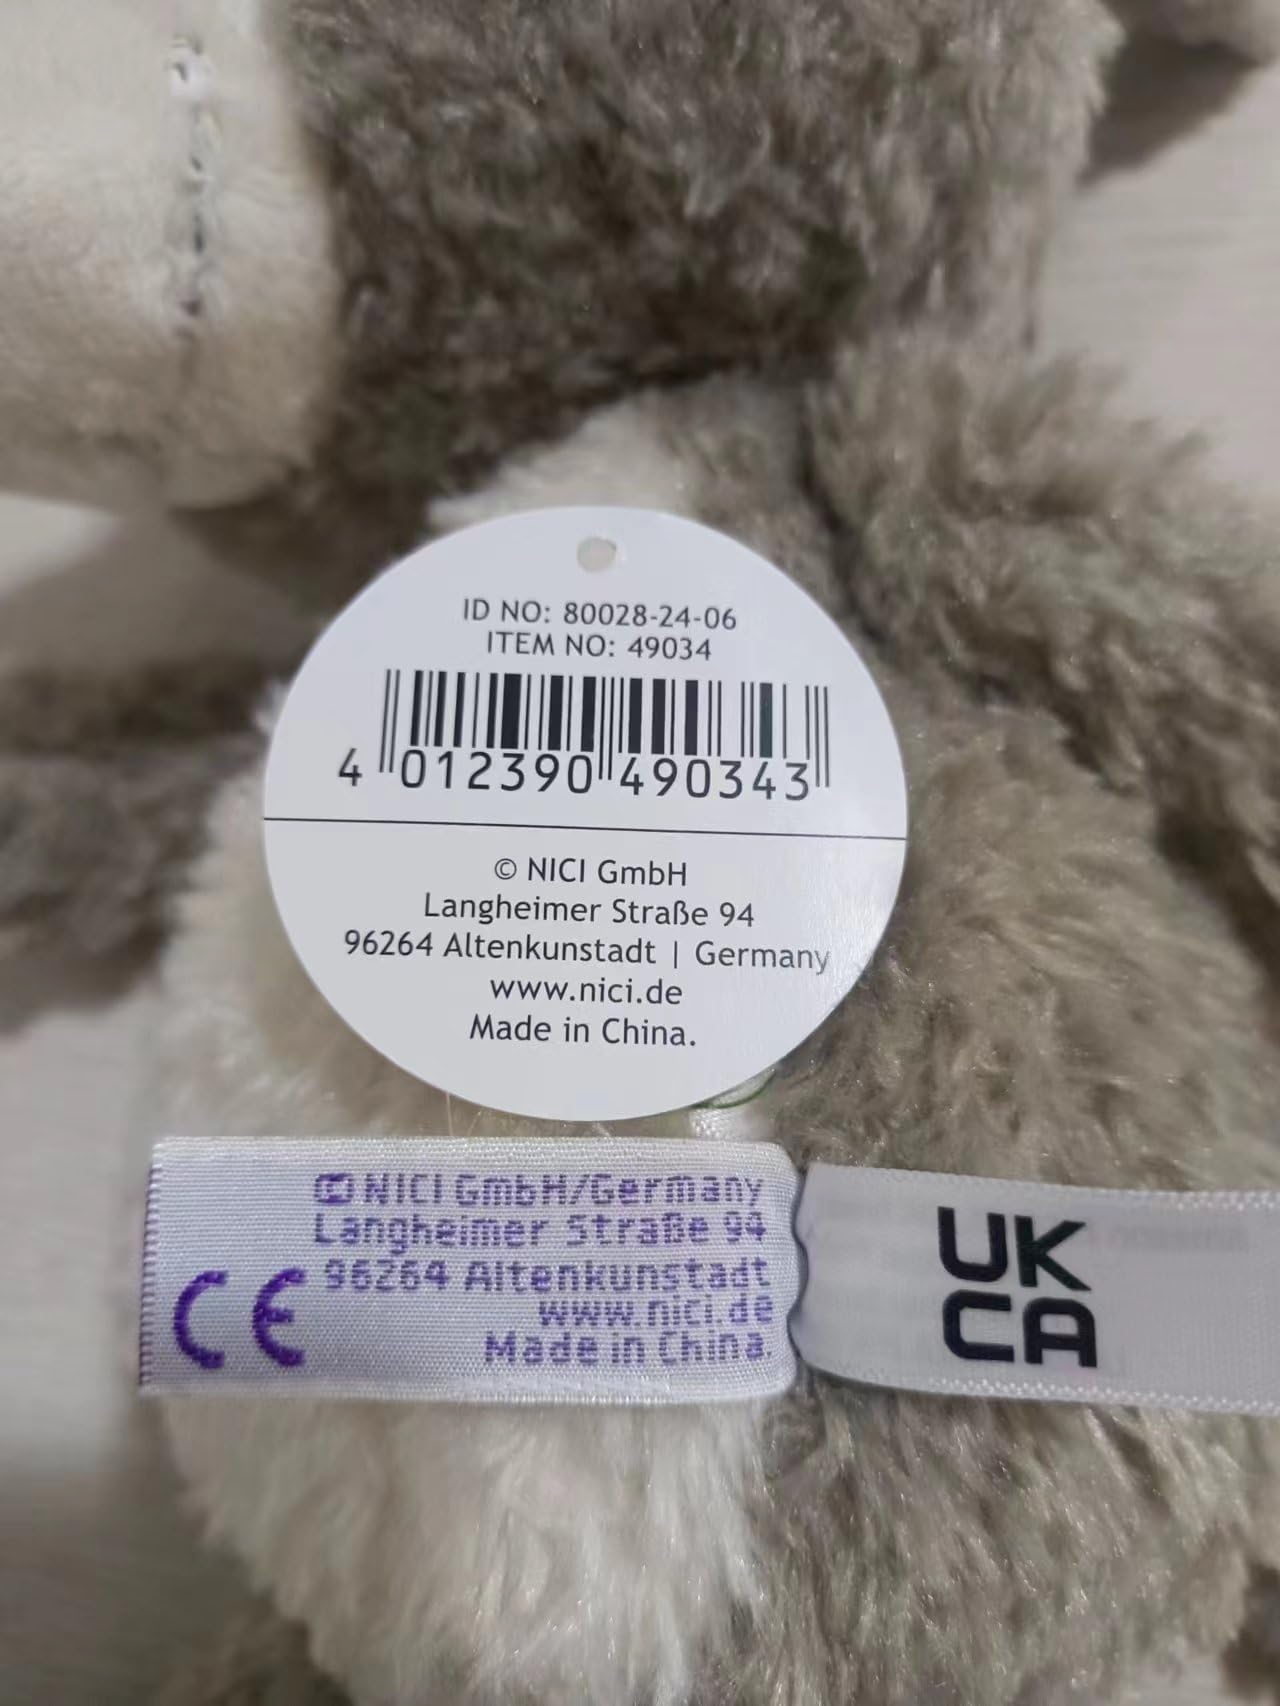 ID NO: 80028-24-06
ITEM NO: 49034
4 012390 490343
© NICI GmbH
Langheimer Straße 94
96264 Altenkunstadt | Germany
www.nici.de
Made in China.
© NICI GmbH/Germany
Langheimer Straße 94
96264 Altenkunstadt
www.nici.de
Made in China.
CE
UK
CA